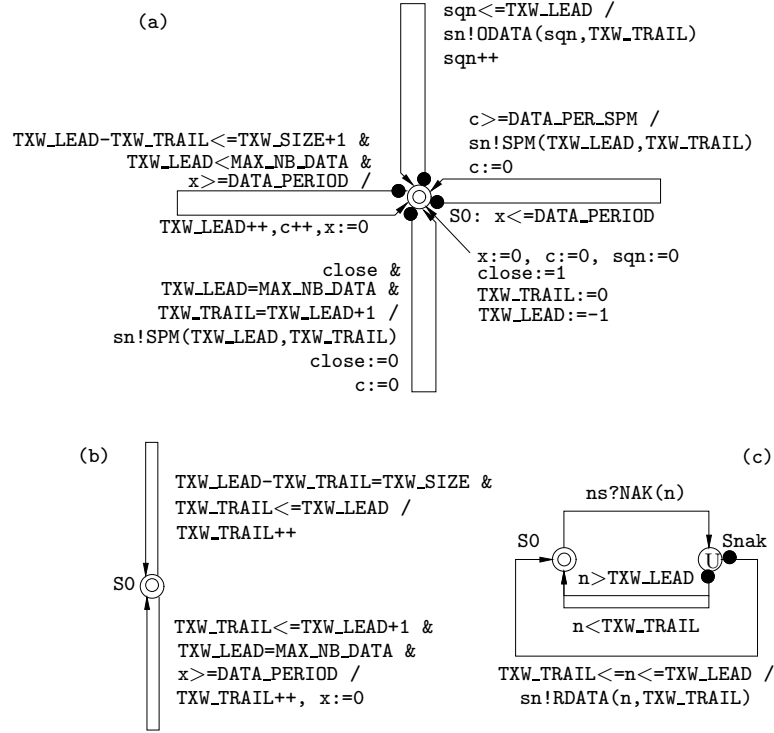 (a)
sqn<=TXW_LEAD /
sn!ODATA(sqn,TXW_TRAIL)
sqn++
c>=DATA_PER_SPM /
sn!SPM(TXW_LEAD,TXW_TRAIL)
c:=0
TXW_LEAD-TXW_TRAIL<=TXW_SIZE+1 &
TXW_LEAD<MAX_NB_DATA &
x>=DATA_PERIOD /
TXW_LEAD++,c++,x:=0
S0: x<=DATA_PERIOD
x:=0, c:=0, sqn:=0
close:=1
TXW_TRAIL:=0
TXW_LEAD:=-1
close &
TXW_LEAD=MAX_NB_DATA &
TXW_TRAIL=TXW_LEAD+1 /
sn!SPM(TXW_LEAD,TXW_TRAIL)
close:=0
c:=0
(b)
TXW_LEAD-TXW_TRAIL=TXW_SIZE &
TXW_TRAIL<=TXW_LEAD /
TXW_TRAIL++
S0
TXW_TRAIL<=TXW_LEAD+1 &
TXW_LEAD=MAX_NB_DATA &
x>=DATA_PERIOD /
TXW_TRAIL++, x:=0
(c)
ns?NAK(n)
S0
Snak
U
n>TXW_LEAD
n<TXW_TRAIL
TXW_TRAIL<=n<=TXW_LEAD /
sn!RDATA(n,TXW_TRAIL)